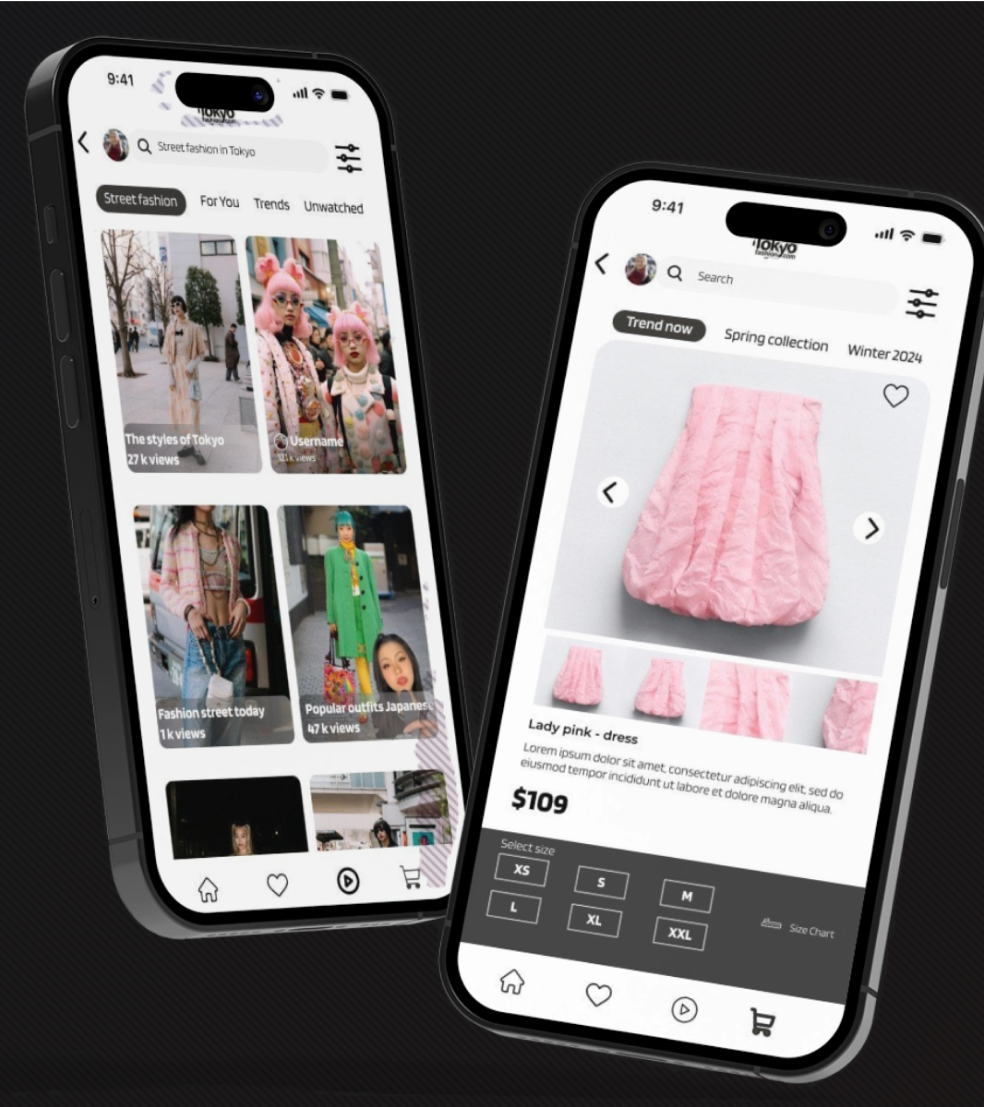 9:41
Tokyo
fashion.com
Street fashion in Tokyo
Street fashion
For You
Trends
Unwatched
The styles of Tokyo
27 k views
Username
views
Fashion street today
1 k views
Popular outfits Japanes
47 k views
9:41
Tokyo
fashion.com
Search
Trend now
Spring collection
Winter 2024
Lady pink - dress
Lorem ipsum dolor sit amet, consectetur adipiscing elit, sed do
eiusmod tempor incididunt ut labore et dolore magna aliqua.
$109
Select size
XS
S
M
L
XL
XXL
Size Chart